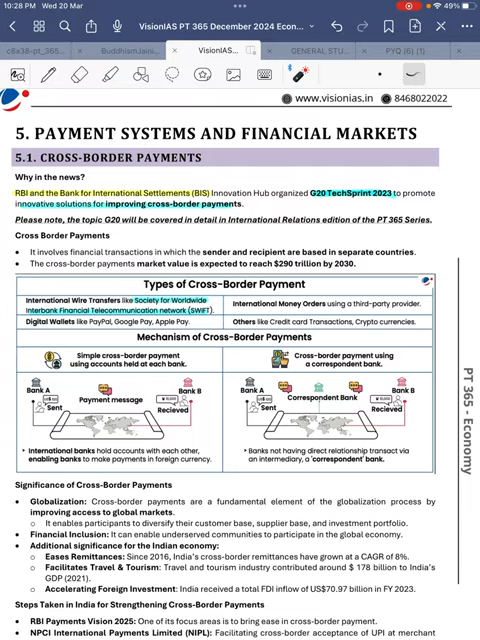 10:28 PM Wed 20 Mar
49%
VisionIAS PT 365 December 2024 Econ...
c8e38-pt_365...
BuddhismJaini...
VisionIAS...
GENERAL STU...
PYQ (6) (1)
www.visionias.in 8468022022
5. PAYMENT SYSTEMS AND FINANCIAL MARKETS
5.1. CROSS-BORDER PAYMENTS
Why in the news?
RBI and the Bank for International Settlements (BIS) Innovation Hub organized G20 TechSprint 2023 to promote
innovative solutions for improving cross-border payments.
Please note, the topic G20 will be covered in detail in International Relations edition of the PT 365 Series.
Cross Border Payments
• It involves financial transactions in which the sender and recipient are based in separate countries.
• The cross-border payments market value is expected to reach $290 trillion by 2030.
Types of Cross-Border Payment
International Wire Transfers like Society for Worldwide
Interbank Financial Telecommunication network (SWIFT).
International Money Orders using a third-party provider.
Digital Wallets like PayPal, Google Pay, Apple Pay.
Others like Credit card Transactions, Crypto currencies.
Mechanism of Cross-Border Payments
Simple cross-border payment
using accounts held at each bank.
Bank A
Payment message
Bank B
Sent
Recieved
• International banks hold accounts with each other,
enabling banks to make payments in foreign currency.
Cross-border payment using
a correspondent bank.
Bank A
Correspondent Bank
Bank B
Sent
Recieved
• Banks not having direct relationship transact via
an intermediary, a 'correspondent' bank.
PT 365 - Economy
Significance of Cross-Border Payments
• Globalization: Cross-border payments are a fundamental element of the globalization process by
improving access to global markets.
o It enables participants to diversify their customer base, supplier base, and investment portfolio.
• Financial Inclusion: It can enable underserved communities to participate in the global economy.
• Additional significance for the Indian economy:
o Eases Remittances: Since 2016, India's cross-border remittances have grown at a CAGR of 8%.
o Facilitates Travel & Tourism: Travel and tourism industry contributed around $ 178 billion to India's
GDP (2021).
o Accelerating Foreign Investment: India received a total FDI inflow of US$70.97 billion in FY 2023.
Steps Taken in India for Strengthening Cross-Border Payments
• RBI Payments Vision 2025: One of its focus areas is to bring ease in cross-border payment.
• NPCI International Payments Limited (NIPL): Facilitating cross-border acceptance of UPI at merchant